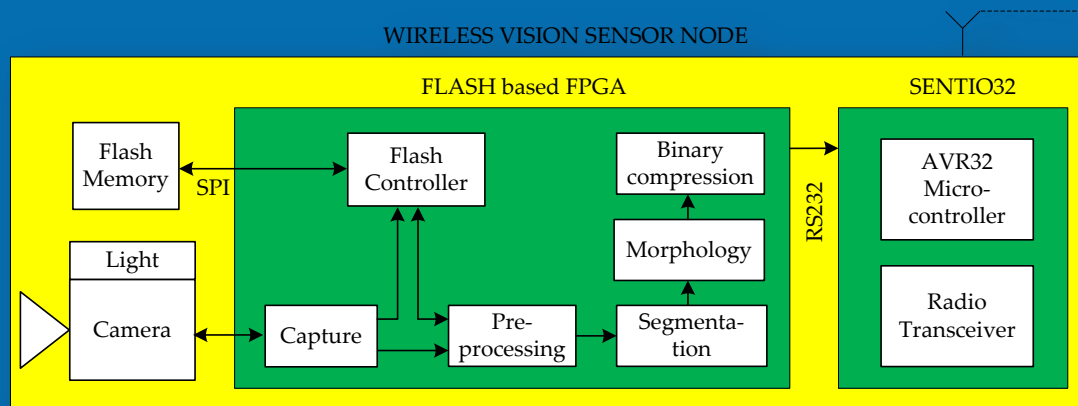 WIRELESS VISION SENSOR NODE
FLASH based FPGA
SENTIO32
Flash
Memory
SPI
Flash
Controller
Binary
compression
RS232
AVR32
Micro-
controller
Light
Camera
Capture
Pre-
processing
Morphology
Segmenta-
tion
Radio
Transceiver